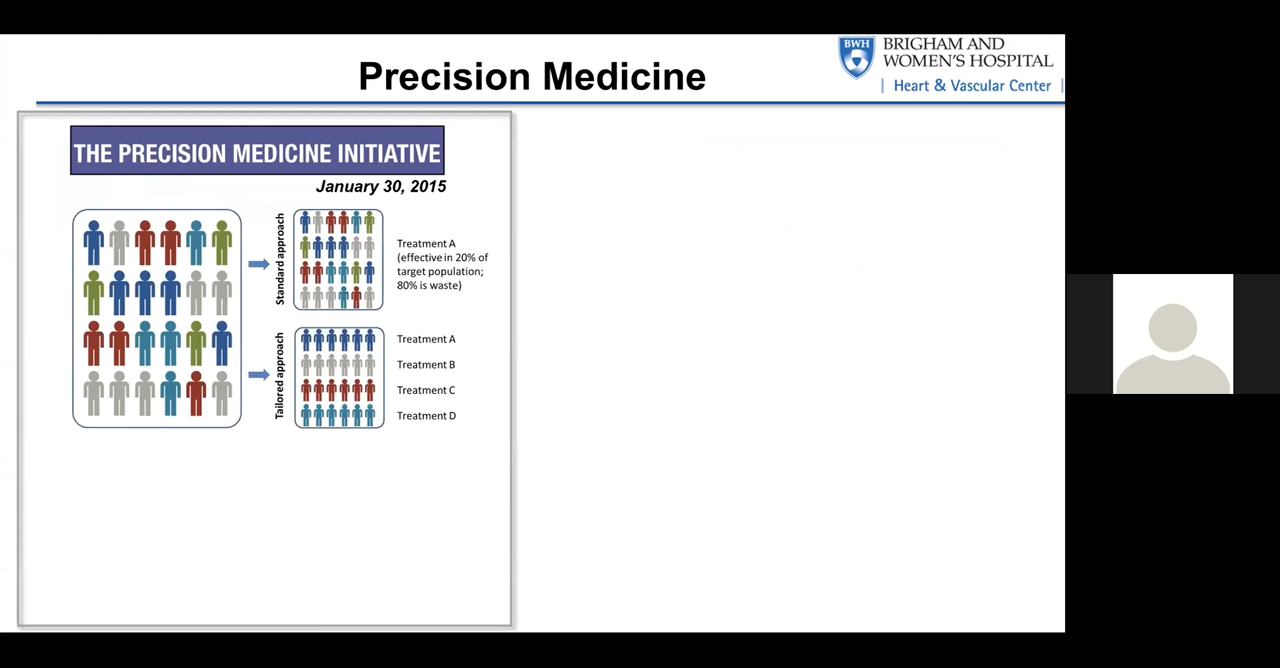 Precision Medicine
BWH
BRIGHAM AND
WOMEN'S HOSPITAL
| Heart & Vascular Center |
THE PRECISION MEDICINE INITIATIVE
January 30, 2015
Standard approach
Treatment A
(effective in 20% of
target population;
80% is waste)
Tailored approach
Treatment A
Treatment B
Treatment C
Treatment D